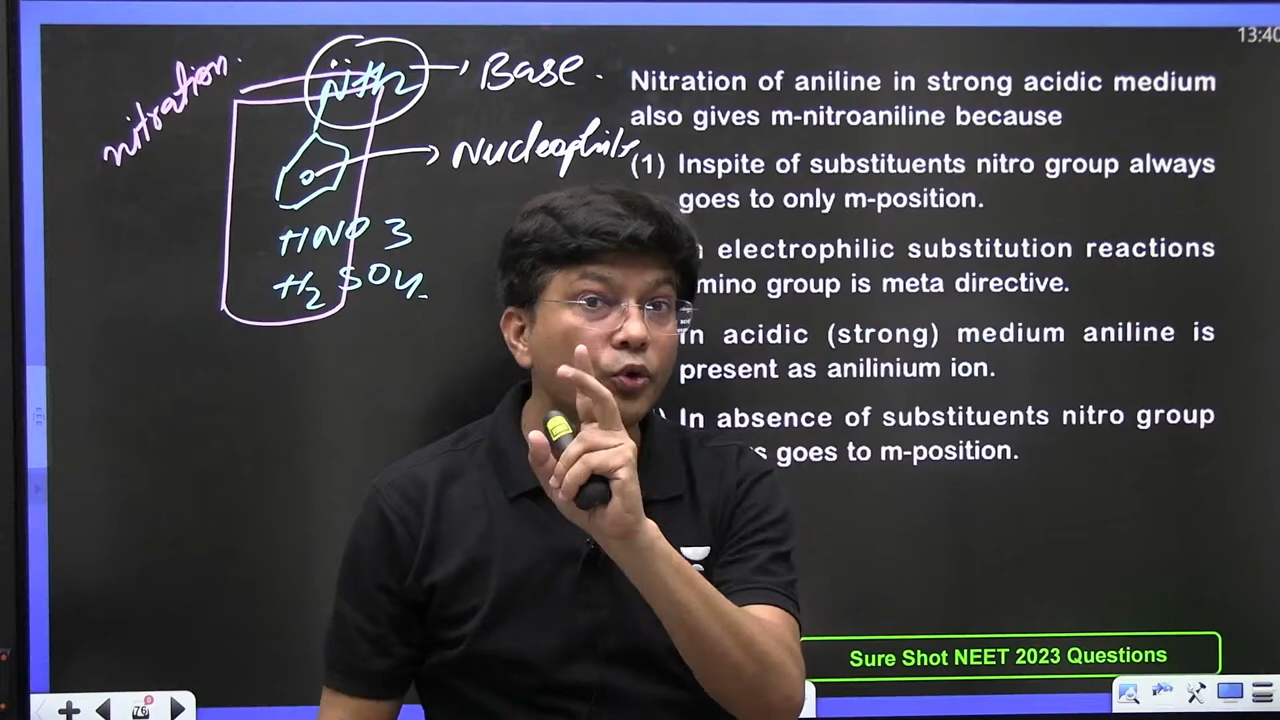 13:40
nitration.
N̈H2 → Base.
→ Nucleophile
HNO3
H2SO4.
Nitration of aniline in strong acidic medium
also gives m-nitroaniline because
(1) Inspite of substituents nitro group always
goes to only m-position.
electrophilic substitution reactions
group is meta directive.
In acidic (strong) medium aniline is
present as anilinium ion.
In absence of substituents nitro group
goes to m-position.
Sure Shot NEET 2023 Questions
76